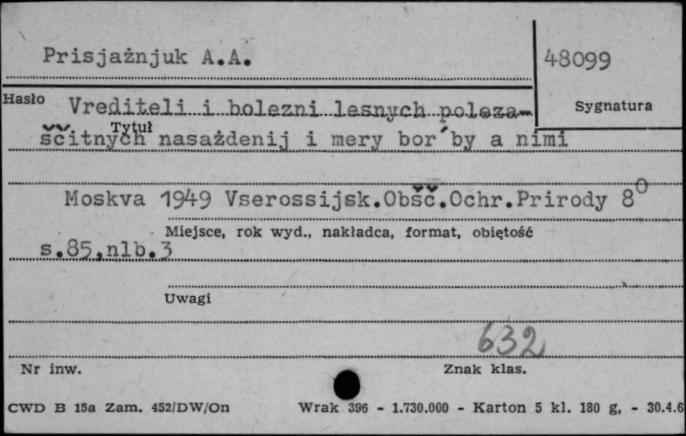 Prisjażnjuk A.A.
48099
Hasło
Sygnatura
Vrediteli i bolezni lesnych poleza-
Tytuł
ščitnych nasażdenij i mery bor´by a nimi
Moskva 1949 Vserossijsk.Obšč.Ochr.Prirody 8⁰
Miejsce, rok wyd., nakładca, format, obiętość
s.85,nlb.3
Uwagi
632
Nr inw.
Znak klas.
CWD B 15a Zam. 452/DW/On
Wrak 396 - 1.730.000 - Karton 5 kl. 180 g, - 30.4.6